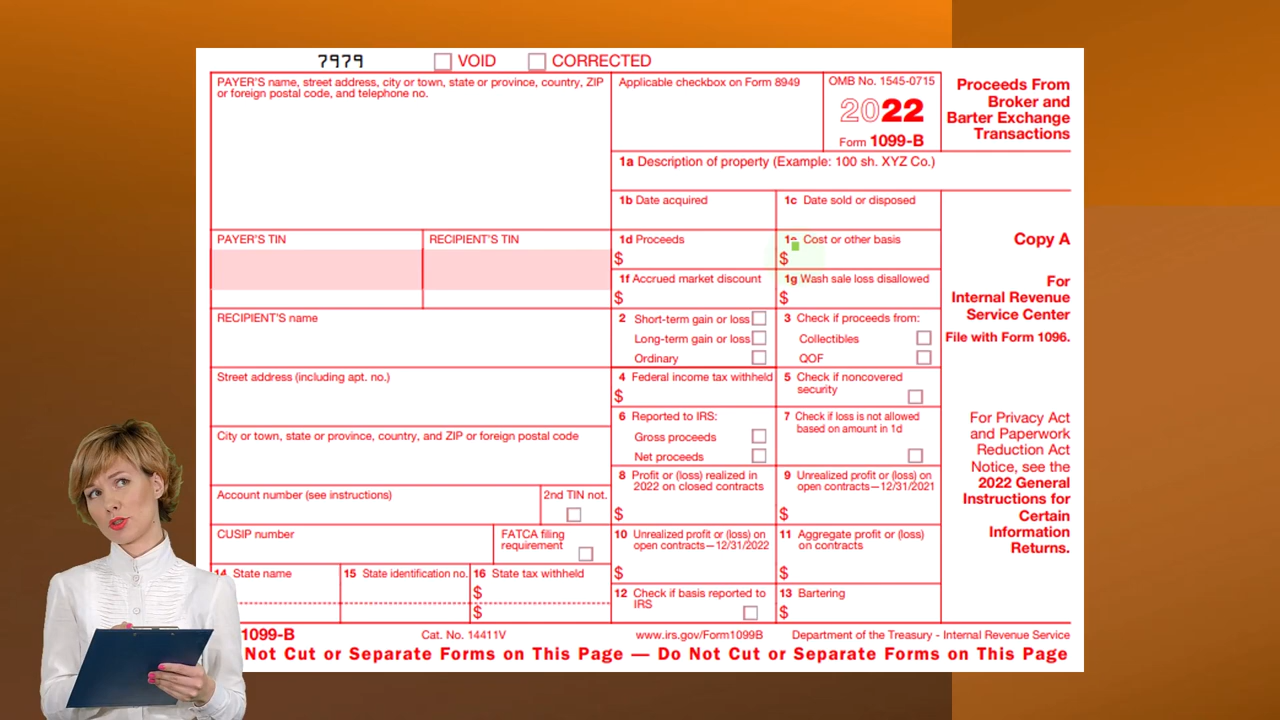 7979
VOID
CORRECTED
PAYER'S name, street address, city or town, state or province, country, ZIP
or foreign postal code, and telephone no.
Applicable checkbox on Form 8949
OMB No. 1545-0715
2022
Form 1099-B
Proceeds From
Broker and
Barter Exchange
Transactions
1a Description of property (Example: 100 sh. XYZ Co.)
1b Date acquired
1c Date sold or disposed
PAYER'S TIN
RECIPIENT'S TIN
1d Proceeds
$
1e Cost or other basis
$
Copy A
1f Accrued market discount
$
1g Wash sale loss disallowed
$
For
Internal Revenue
Service Center
File with Form 1096.
RECIPIENT'S name
2 Short-term gain or loss
Long-term gain or loss
Ordinary
3 Check if proceeds from:
Collectibles
QOF
Street address (including apt. no.)
4 Federal income tax withheld
$
5 Check if noncovered
security
6 Reported to IRS:
Gross proceeds
Net proceeds
7 Check if loss is not allowed
based on amount in 1d
For Privacy Act
and Paperwork
Reduction Act
Notice, see the
2022 General
Instructions for
Certain
Information
Returns.
City or town, state or province, country, and ZIP or foreign postal code
8 Profit or (loss) realized in
2022 on closed contracts
$
9 Unrealized profit or (loss) on
open contracts—12/31/2021
$
Account number (see instructions)
2nd TIN not.
CUSIP number
FATCA filing
requirement
10 Unrealized profit or (loss) on
open contracts—12/31/2022
$
11 Aggregate profit or (loss)
on contracts
$
14 State name
15 State identification no.
16 State tax withheld
$
$
12 Check if basis reported to
IRS
13 Bartering
$
1099-B
Cat. No. 14411V
www.irs.gov/Form1099B
Department of the Treasury - Internal Revenue Service
Not Cut or Separate Forms on This Page — Do Not Cut or Separate Forms on This Page